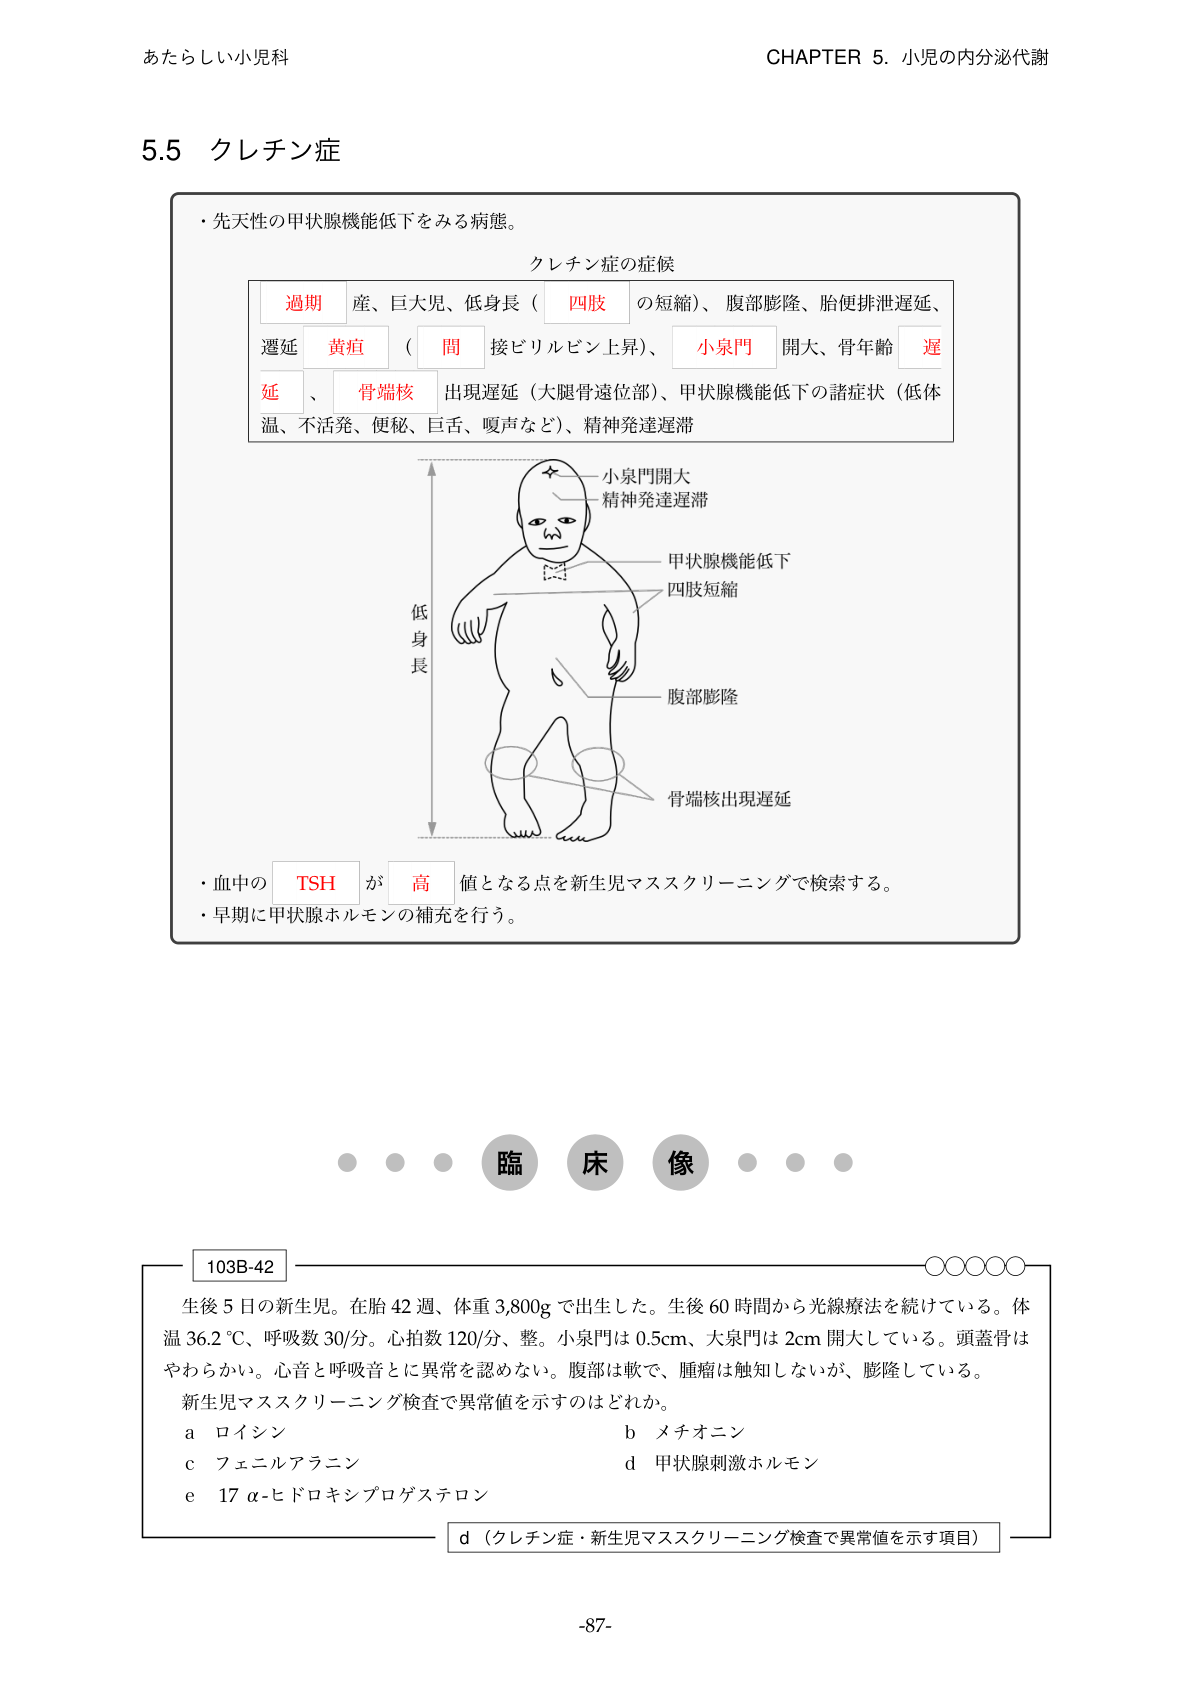 あたらしい小児科
CHAPTER 5. 小児の内分泌代謝
5.5 クレチン症
・先天性の甲状腺機能低下をみる病態。
クレチン症の症候
過期 産、巨大児、低身長（ 四肢 の短縮）、 腹部膨隆、胎便排泄遅延、
遷延 黄疸 （ 間 接ビリルビン上昇）、 小泉門 開大、骨年齢 遅
延 、 骨端核 出現遅延（大腿骨遠位部）、甲状腺機能低下の諸症状（低体
温、不活発、便秘、巨舌、嗄声など）、精神発達遅滞
小泉門開大
精神発達遅滞
甲状腺機能低下
四肢短縮
低身長
腹部膨隆
骨端核出現遅延
・血中の TSH が 高 値となる点を新生児マススクリーニングで検索する。
・早期に甲状腺ホルモンの補充を行う。
臨床像
103B-42
生後 5 日の新生児。在胎 42 週、体重 3,800g で出生した。生後 60 時間から光線療法を続けている。体
温 36.2 ℃、呼吸数 30/分。心拍数 120/分、整。小泉門は 0.5cm、大泉門は 2cm 開大している。頭蓋骨は
やわらかい。心音と呼吸音とに異常を認めない。腹部は軟で、腫瘤は触知しないが、膨隆している。
新生児マススクリーニング検査で異常値を示すのはどれか。
a ロイシン
b メチオニン
c フェニルアラニン
d 甲状腺刺激ホルモン
e 17 α-ヒドロキシプロゲステロン
d （クレチン症・新生児マススクリーニング検査で異常値を示す項目）
-87-